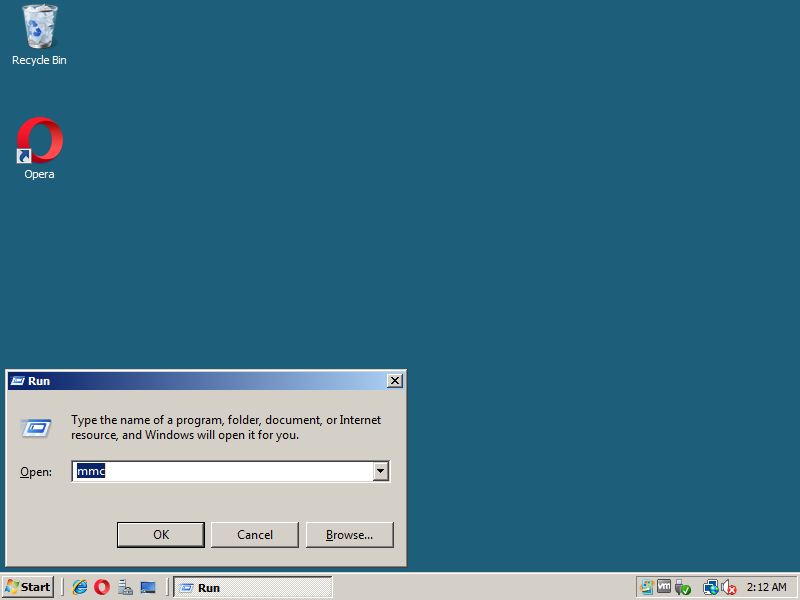 Recycle Bin
Opera
Run
Type the name of a program, folder, document, or Internet
resource, and Windows will open it for you.
Open:
mmc
OK
Cancel
Browse...
Start
Run
vm
2:12 AM